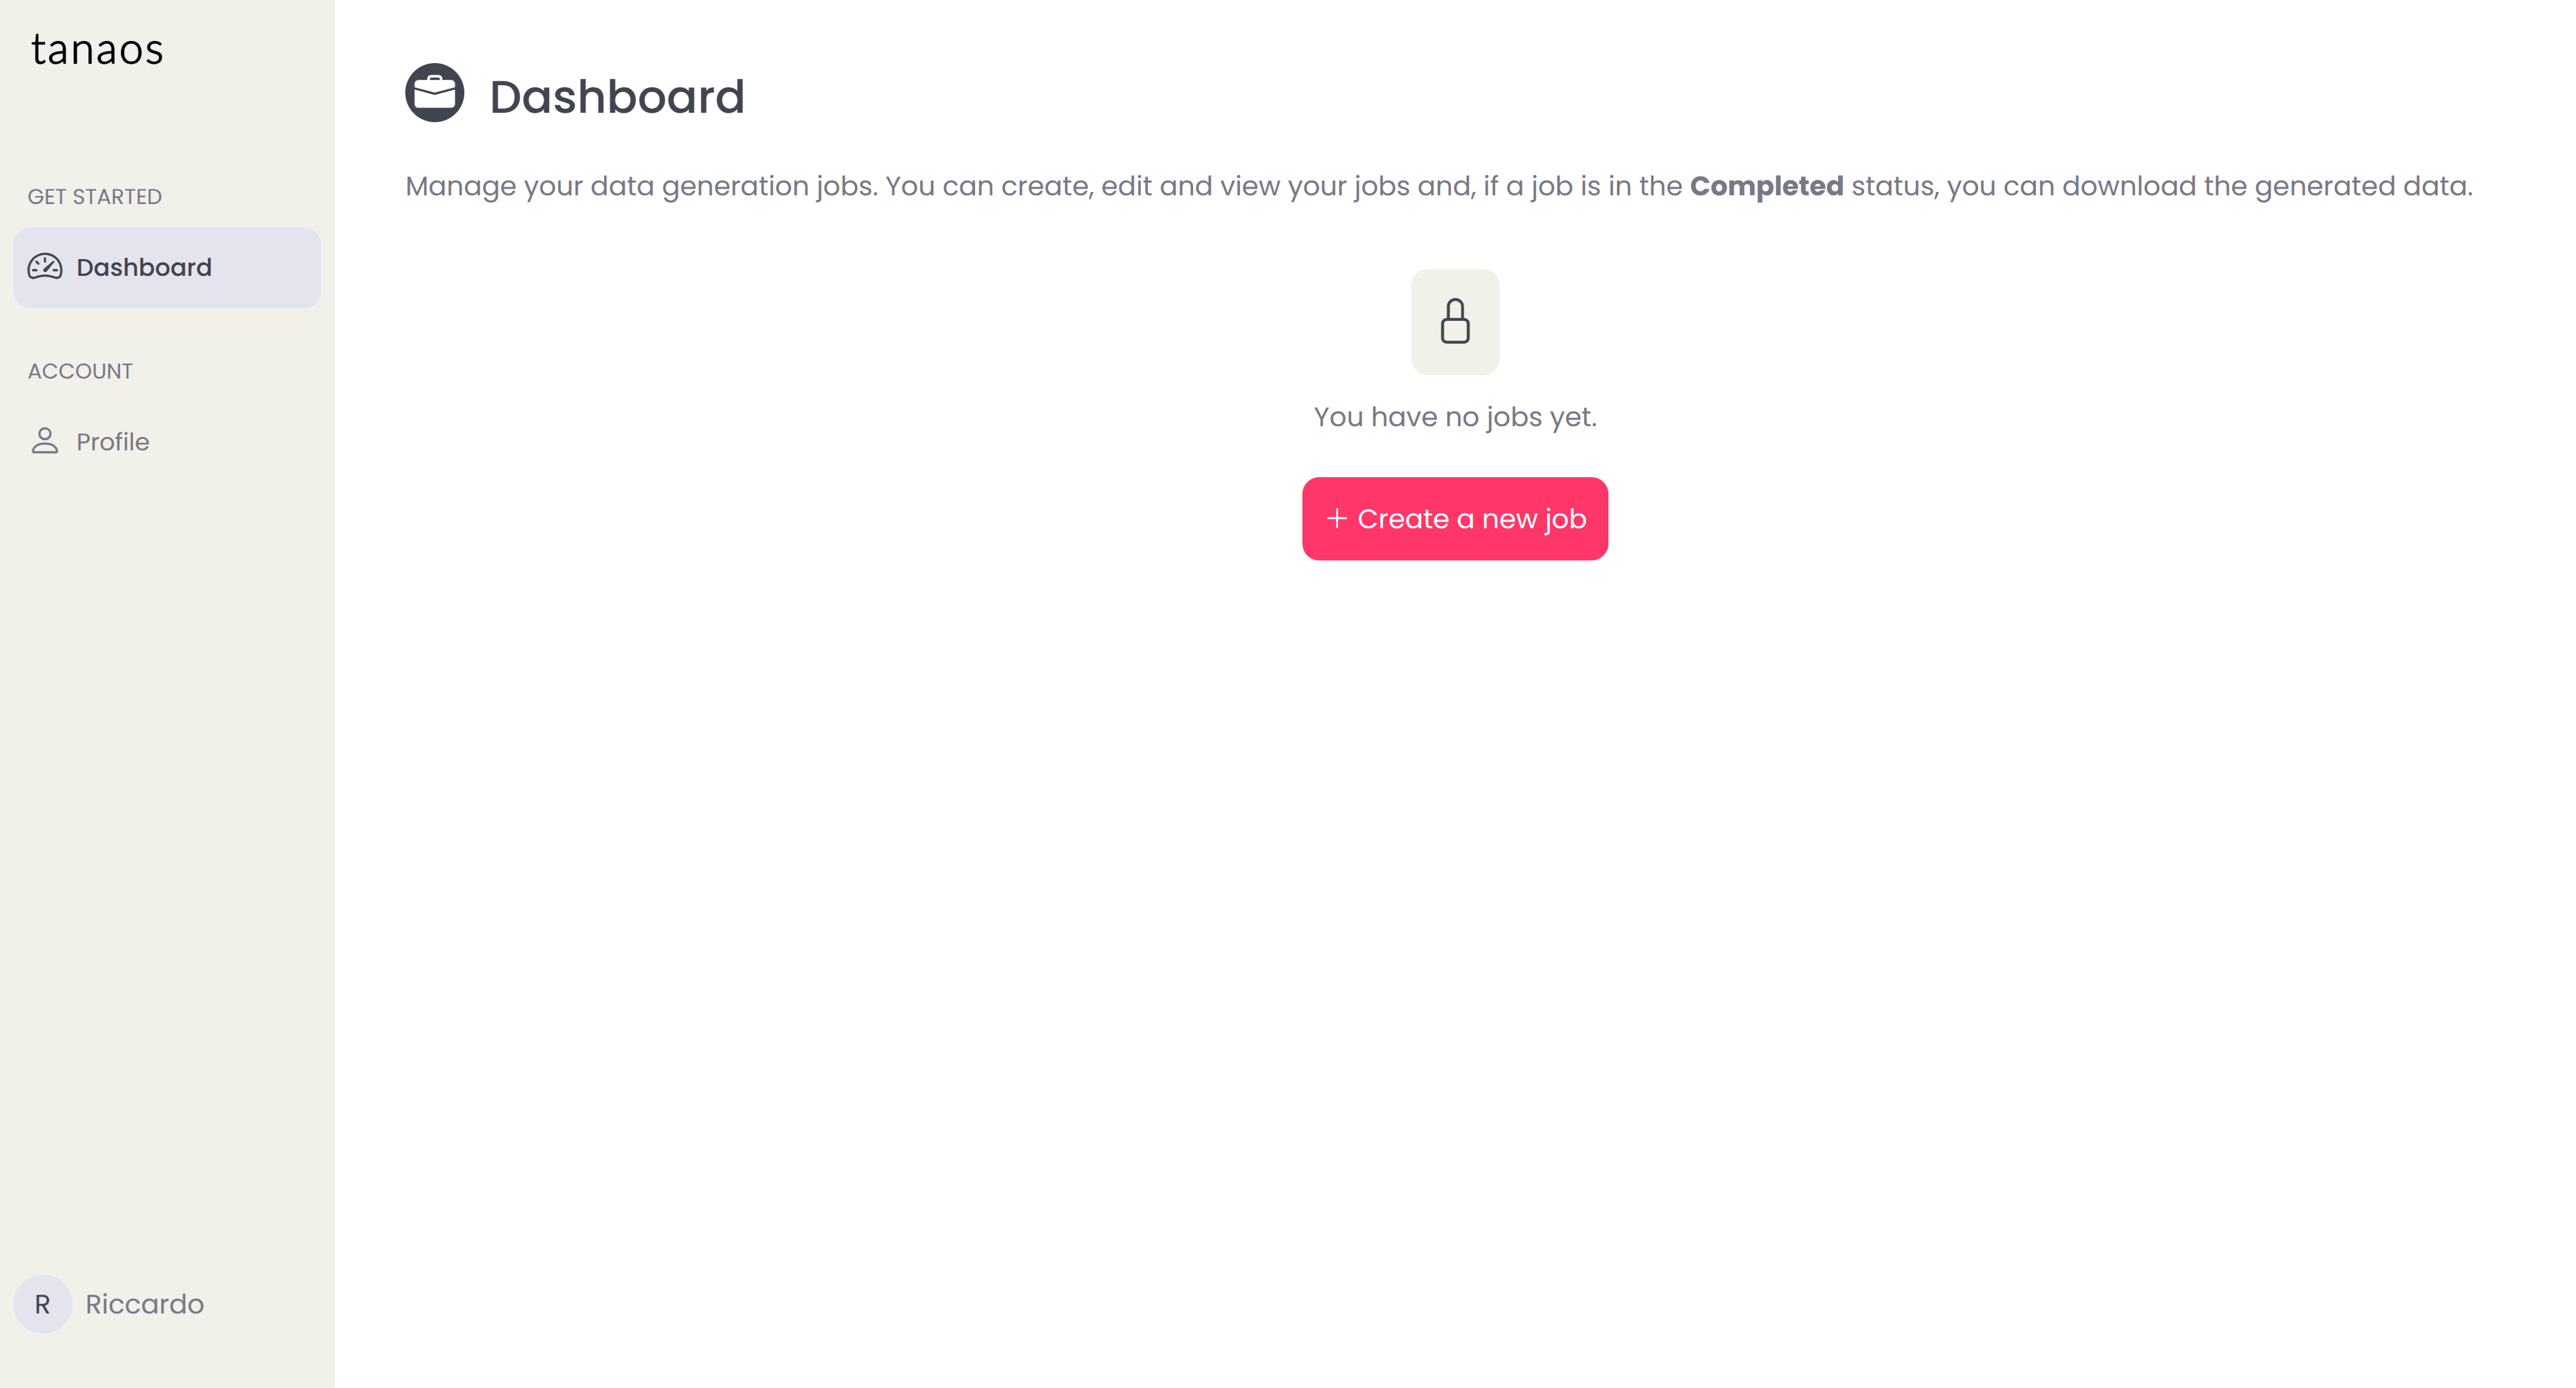 tanaos
GET STARTED
Dashboard
ACCOUNT
Profile
R Riccardo
Dashboard
Manage your data generation jobs. You can create, edit and view your jobs and, if a job is in the Completed status, you can download the generated data.
You have no jobs yet.
+ Create a new job